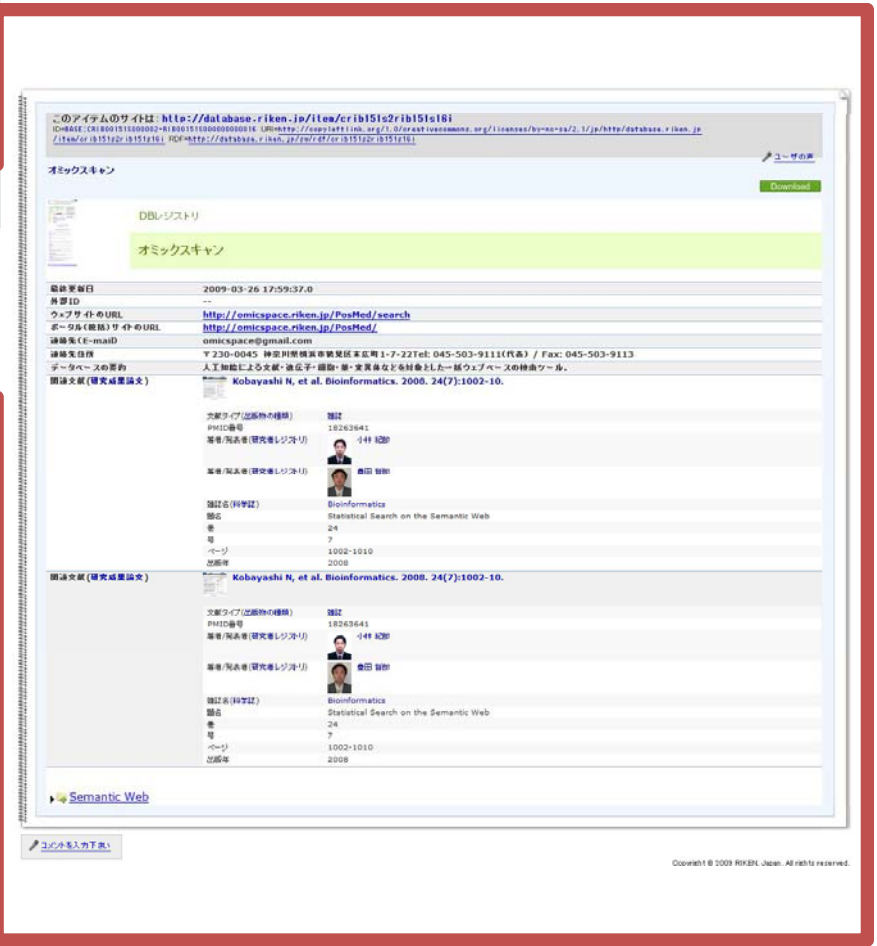 このアイテムのサイトは: http://database.riken.jp/item/crib151s2rib151s16i
ユーザの声
オミックスキャン
Download
DBレジストリ
オミックスキャン
最終更新日 2009-03-26 17:59:37.0
外部ID --
ウェブサイトのURL http://omicspace.riken.jp/PosMed/search
ポータル(統括)サイトのURL http://omicspace.riken.jp/PosMed/
連絡先(E-mail) omicspace@gmail.com
連絡先住所 〒230-0045 神奈川県横浜市鶴見区末広町1-7-22Tel: 045-503-9111(代表) / Fax: 045-503-9113
データベースの要約 人工知能による文献・遺伝子・細胞・薬・変異体などを対象とした一括ウェブベースの検索ツール。
関連文献(研究成果論文) Kobayashi N, et al. Bioinformatics. 2008. 24(7):1002-10.
文献タイプ(出版物の種類) 雑誌
PMID番号 18263641
著者/発表者(研究者レジストリ) 小林 紀郎
著者/発表者(研究者レジストリ) 豊田 哲郎
雑誌名(科学誌) Bioinformatics
題名 Statistical Search on the Semantic Web
巻 24
号 7
ページ 1002-1010
出版年 2008
関連文献(研究成果論文) Kobayashi N, et al. Bioinformatics. 2008. 24(7):1002-10.
文献タイプ(出版物の種類) 雑誌
PMID番号 18263641
著者/発表者(研究者レジストリ) 小林 紀郎
著者/発表者(研究者レジストリ) 豊田 哲郎
雑誌名(科学誌) Bioinformatics
題名 Statistical Search on the Semantic Web
巻 24
号 7
ページ 1002-1010
出版年 2008
Semantic Web
コメントを入力下さい
Copyright © 2009 RIKEN, Japan. All rights reserved.